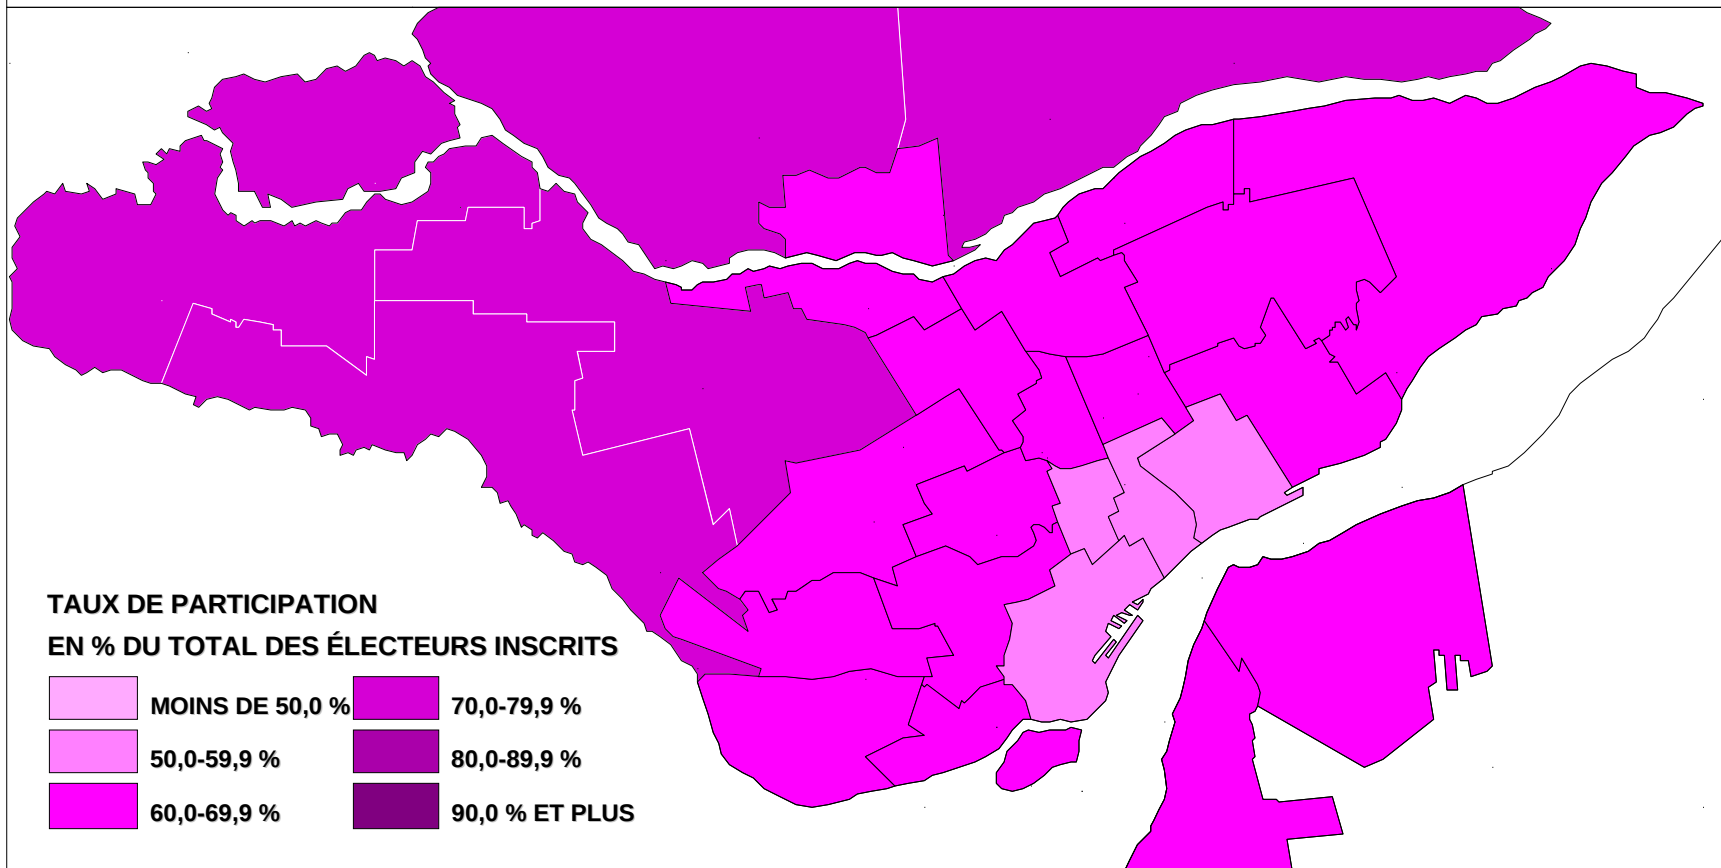 TAUX DE PARTICIPATION
EN % DU TOTAL DES ÉLECTEURS INSCRITS
MOINS DE 50,0 %
50,0-59,9 %
60,0-69,9 %
70,0-79,9 %
80,0-89,9 %
90,0 % ET PLUS